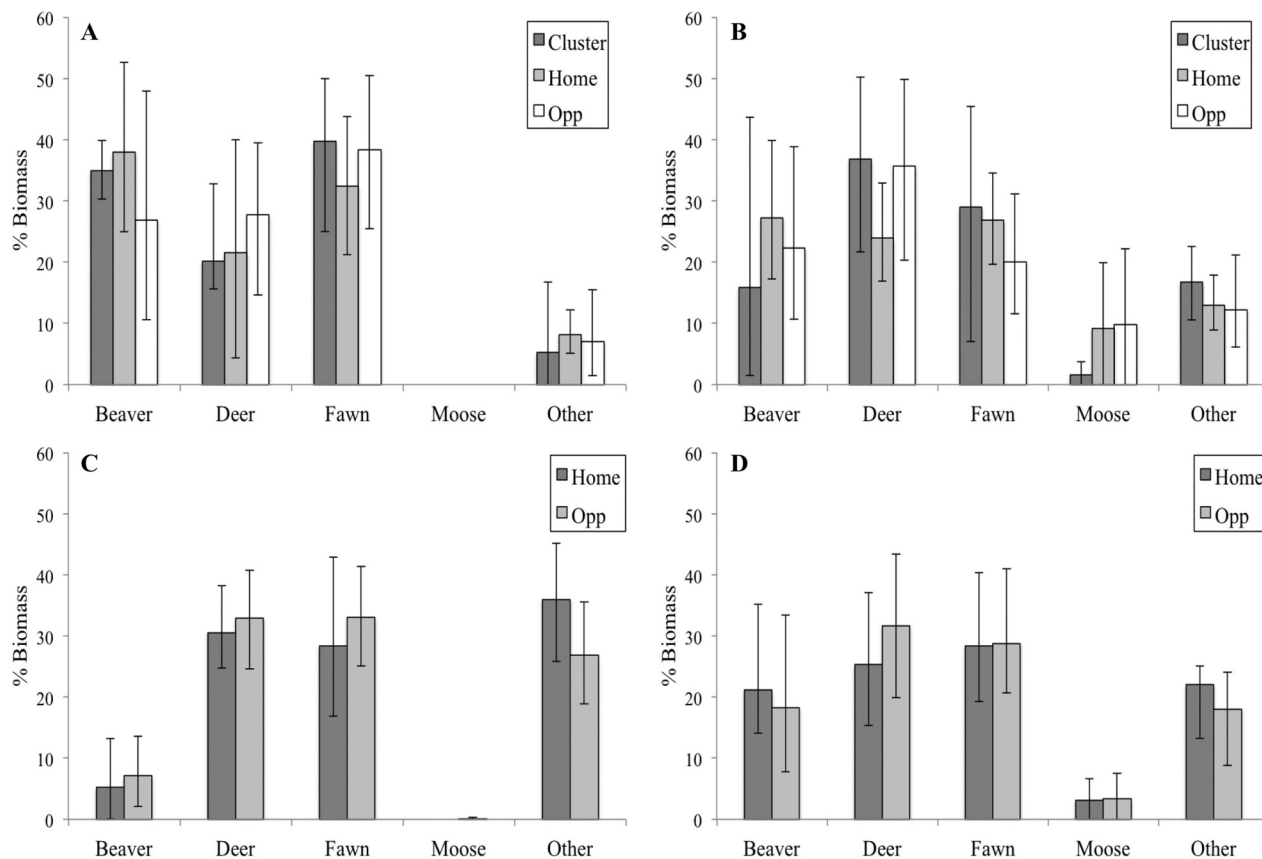 60
50
40
30
20
10
0
% Biomass
A
Cluster
Home
Opp
Beaver
Deer
Fawn
Moose
Other
60
50
40
30
20
10
0
% Biomass
B
Cluster
Home
Opp
Beaver
Deer
Fawn
Moose
Other
60
50
40
30
20
10
0
% Biomass
C
Home
Opp
Beaver
Deer
Fawn
Moose
Other
60
50
40
30
20
10
0
% Biomass
D
Home
Opp
Beaver
Deer
Fawn
Moose
Other